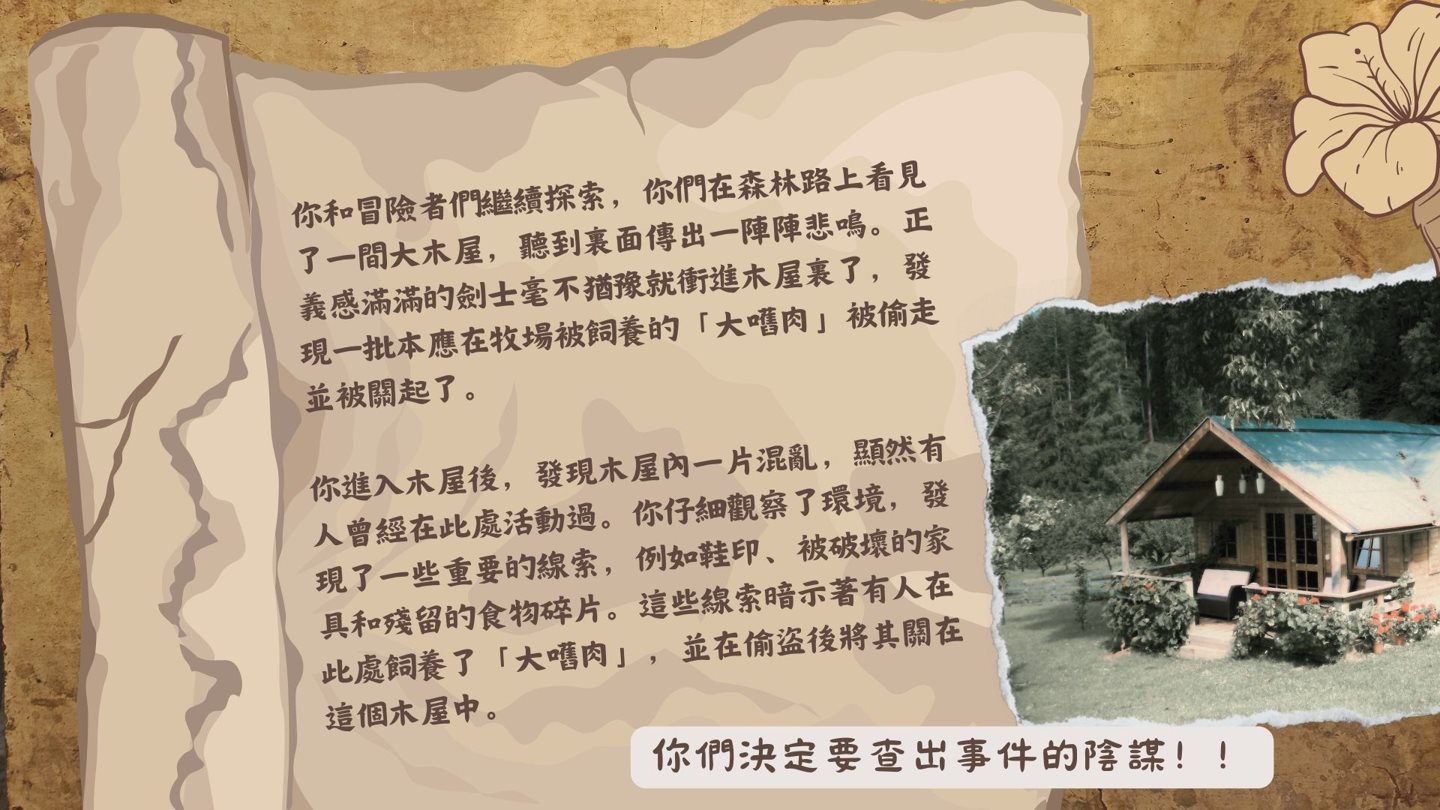 你和冒險者們繼續探索，你們在森林路上看見
了一間大木屋，聽到裏面傳出一陣陣悲鳴。正
義感滿滿的劍士毫不猶豫就衝進木屋裏了，發
現一批本應在牧場被飼養的「大嚿肉」被偷走
並被關起了。
你進入木屋後，發現木屋內一片混亂，顯然有
人曾經在此處活動過。你仔細觀察了環境，發
現了一些重要的線索，例如鞋印、被破壞的家
具和殘留的食物碎片。這些線索暗示著有人在
此處飼養了「大嚿肉」，並在偷盜後將其關在
這個木屋中。
你們決定要查出事件的陰謀！！